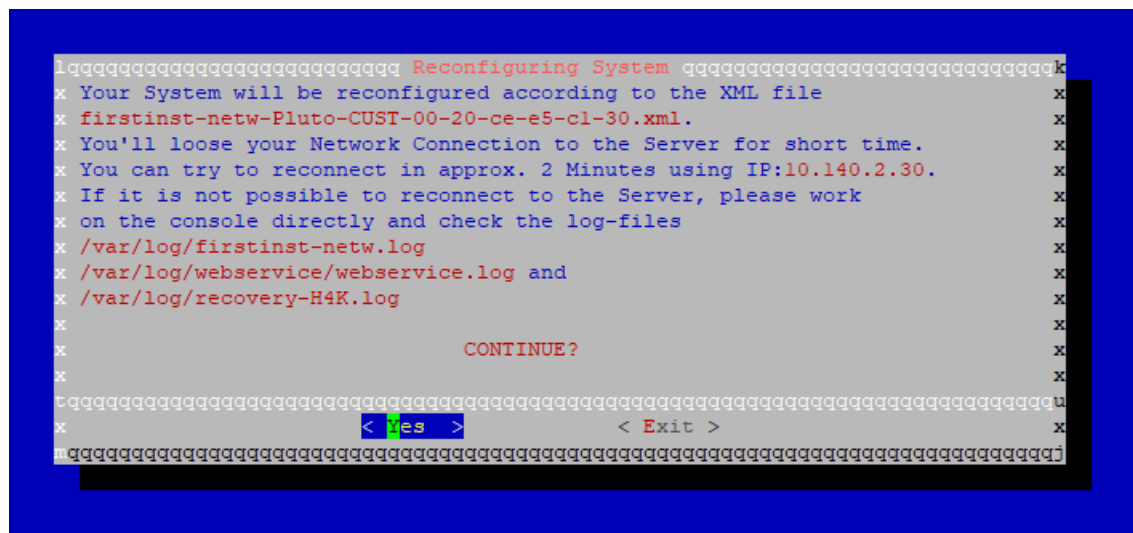 lqqqqqqqqqqqqqqqqqqqqqqqqqq Reconfiguring System qqqqqqqqqqqqqqqqqqqqqqqqqqqqqk
x Your System will be reconfigured according to the XML file x
x firstinst-netw-Pluto-CUST-00-20-ce-e5-c1-30.xml. x
x You'll loose your Network Connection to the Server for short time. x
x You can try to reconnect in approx. 2 Minutes using IP:10.140.2.30. x
x If it is not possible to reconnect to the Server, please work x
x on the console directly and check the log-files x
x /var/log/firstinst-netw.log x
x /var/log/webservice/webservice.log and x
x /var/log/recovery-H4K.log x
x x
x CONTINUE? x
x x
tqqqqqqqqqqqqqqqqqqqqqqqqqqqqqqqqqqqqqqqqqqqqqqqqqqqqqqqqqqqqqqqqqqqqqqqqqqqqqu
x < Yes > < Exit > x
mqqqqqqqqqqqqqqqqqqqqqqqqqqqqqqqqqqqqqqqqqqqqqqqqqqqqqqqqqqqqqqqqqqqqqqqqqqqqqj